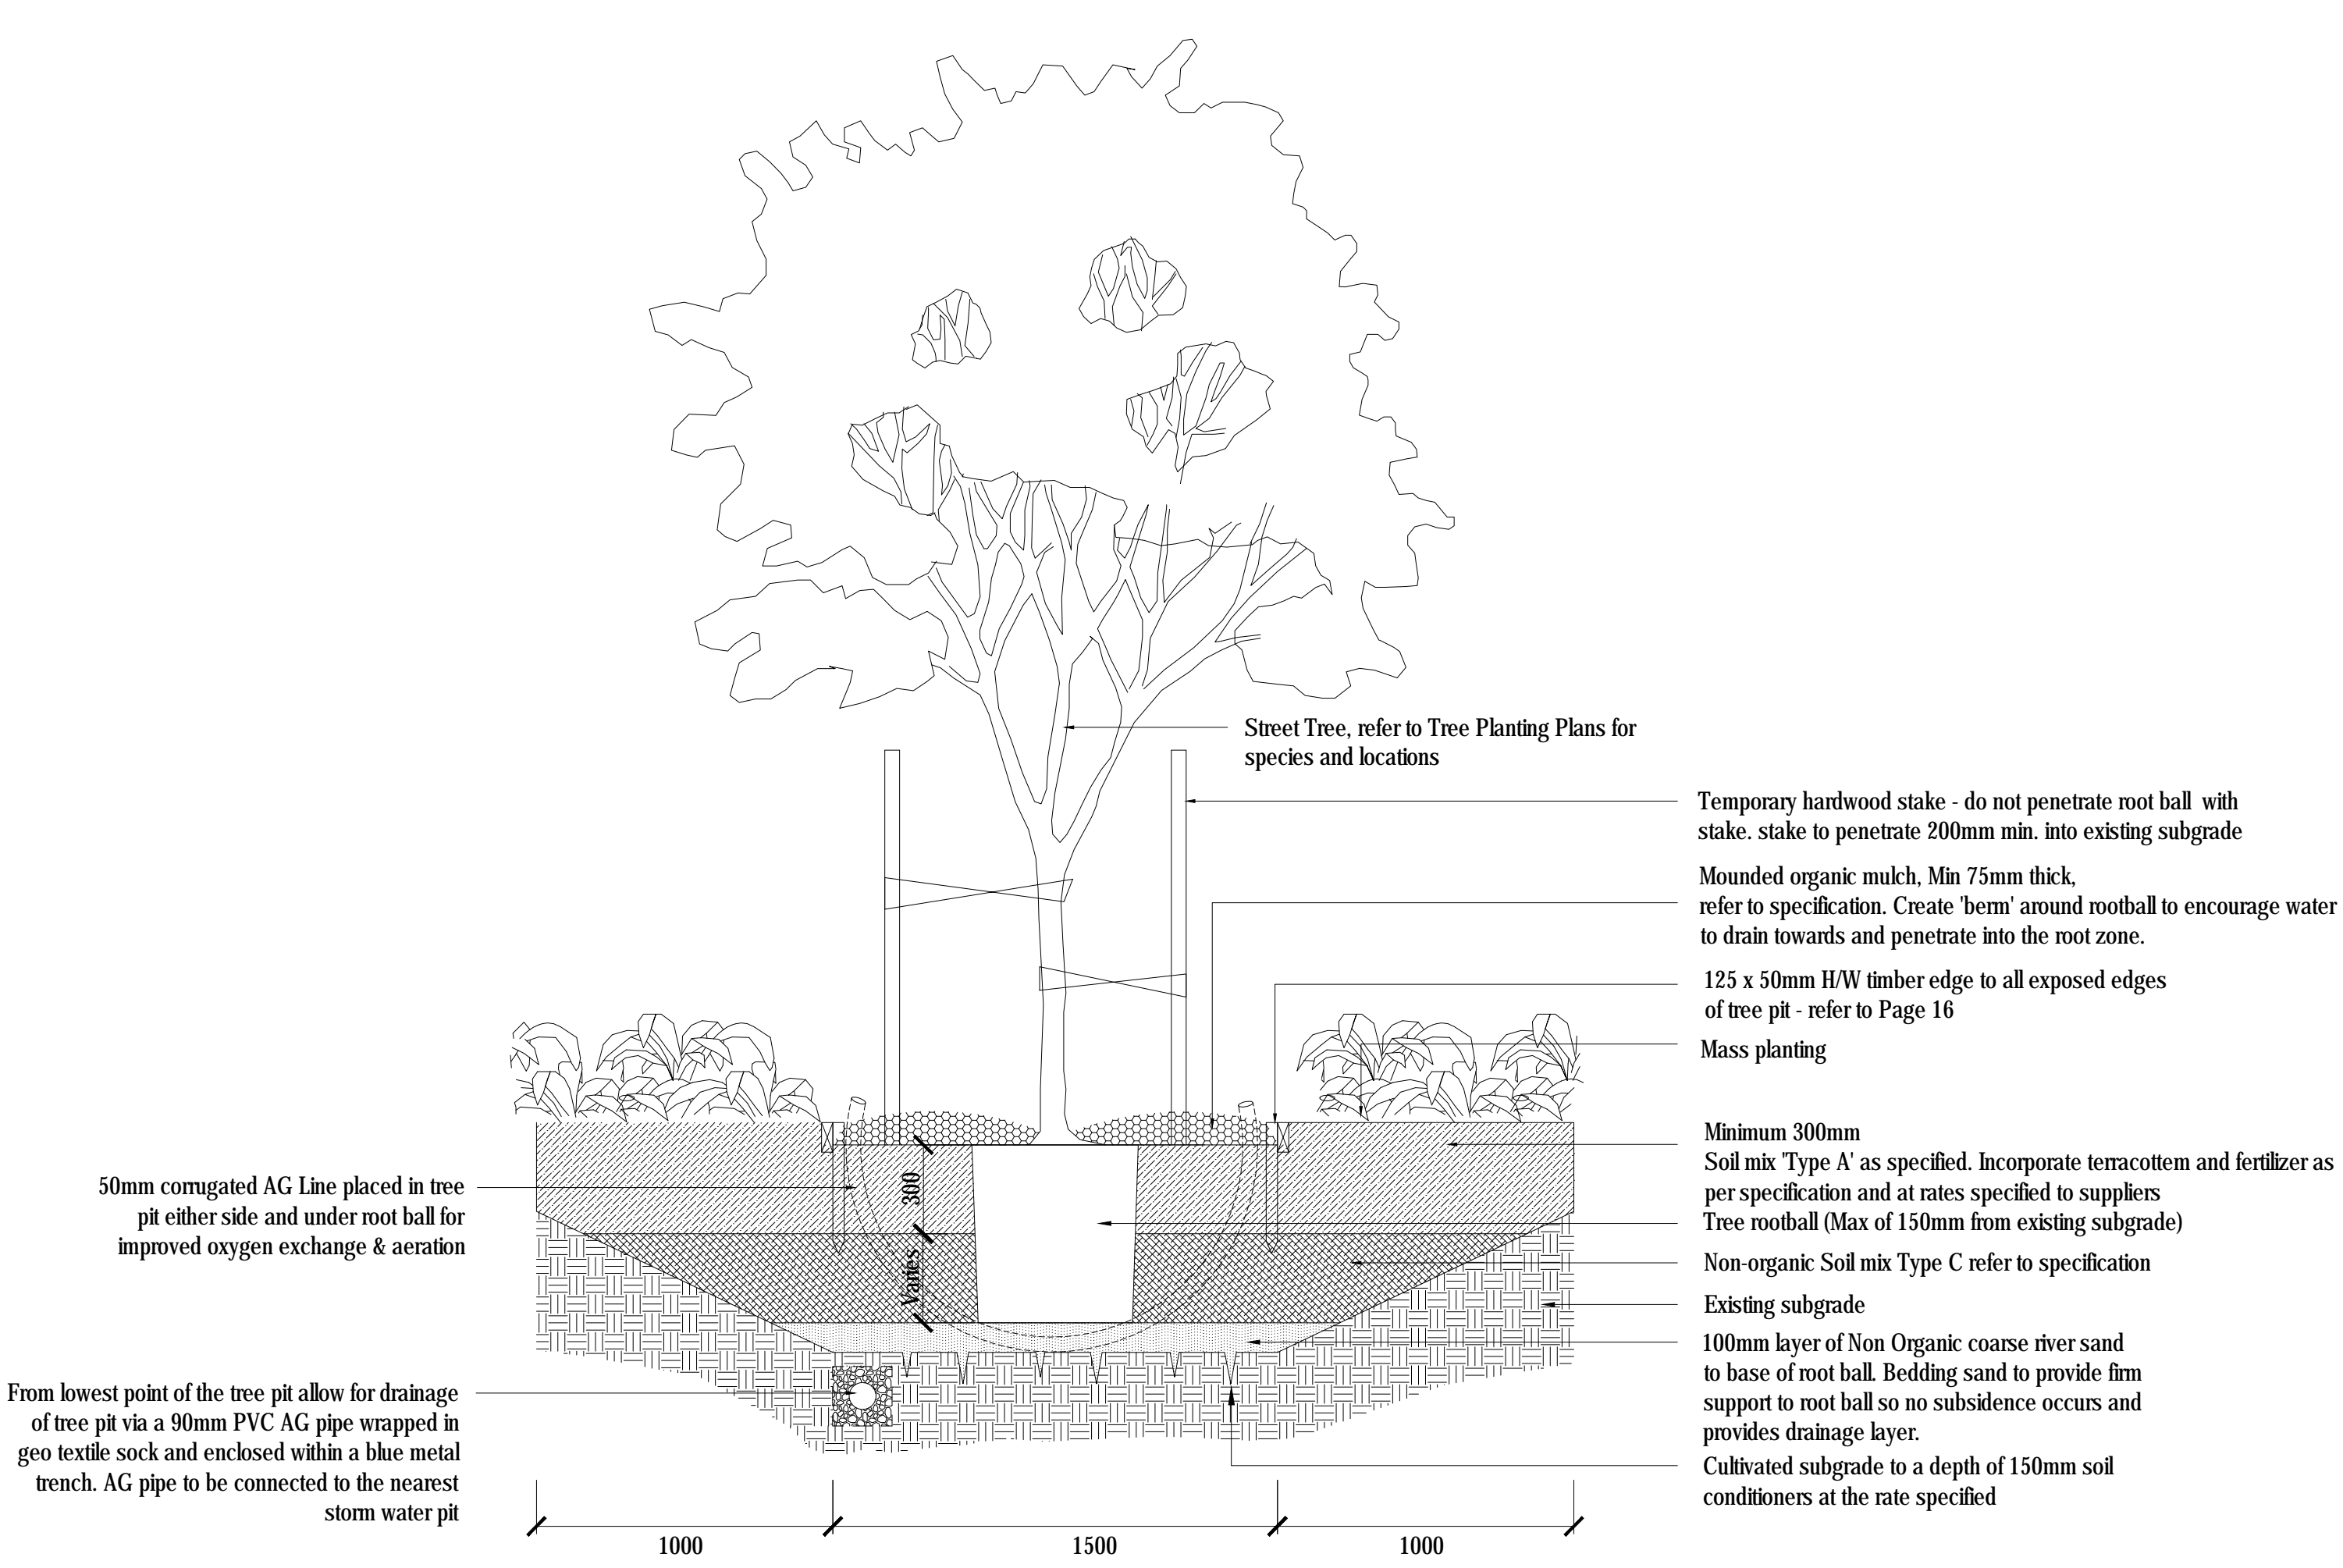 Street Tree, refer to Tree Planting Plans for
species and locations
Temporary hardwood stake - do not penetrate root ball  with
stake. stake to penetrate 200mm min. into existing subgrade
Mounded organic mulch, Min 75mm thick,
refer to specification. Create 'berm' around rootball to encourage water
to drain towards and penetrate into the root zone.
125 x 50mm H/W timber edge to all exposed edges
of tree pit - refer to Page 16
Mass planting
Minimum 300mm
Soil mix 'Type A' as specified. Incorporate terracottem and fertilizer as
per specification and at rates specified to suppliers
Tree rootball (Max of 150mm from existing subgrade)
Non-organic Soil mix Type C refer to specification
Existing subgrade
100mm layer of Non Organic coarse river sand
to base of root ball. Bedding sand to provide firm
support to root ball so no subsidence occurs and
provides drainage layer.
Cultivated subgrade to a depth of 150mm soil
conditioners at the rate specified
50mm corrugated AG Line placed in tree
pit either side and under root ball for
improved oxygen exchange & aeration
From lowest point of the tree pit allow for drainage
of tree pit via a 90mm PVC AG pipe wrapped in
geo textile sock and enclosed within a blue metal
trench. AG pipe to be connected to the nearest
storm water pit
300
Varies
1000
1500
1000